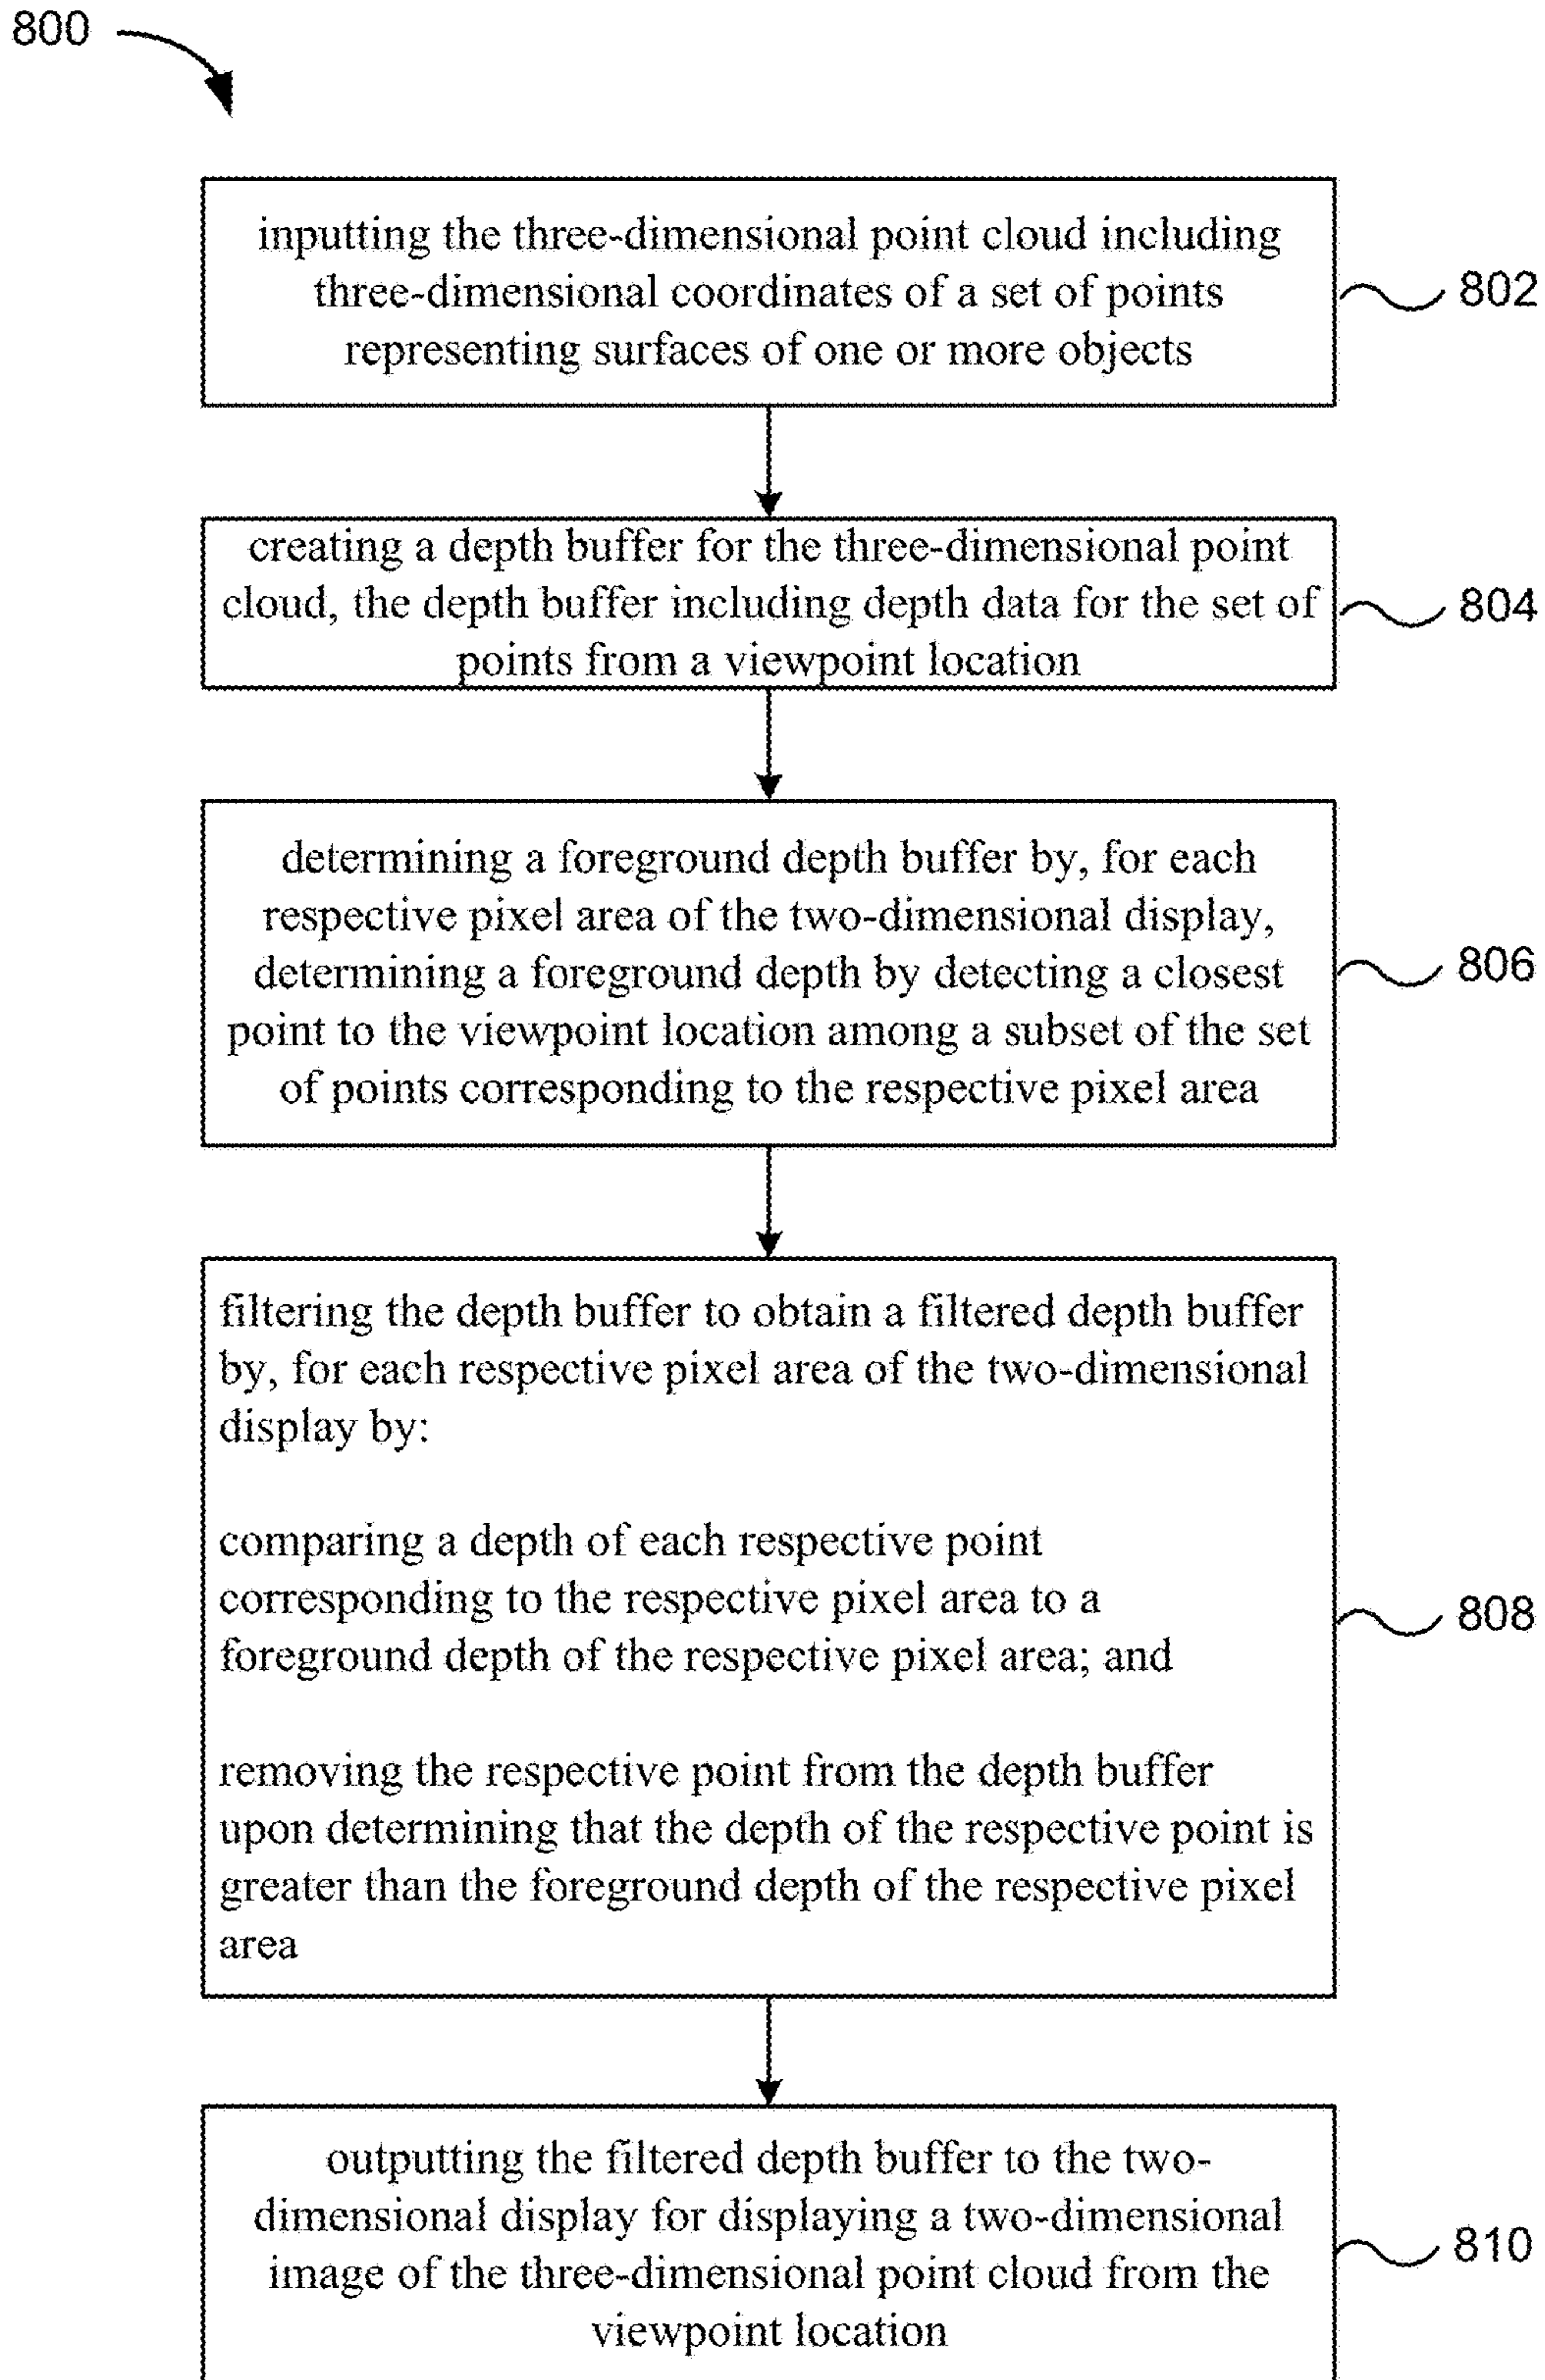 800
inputting the three-dimensional point cloud including
three-dimensional coordinates of a set of points
representing surfaces of one or more objects
802
creating a depth buffer for the three-dimensional point
cloud, the depth buffer including depth data for the set of
points from a viewpoint location
804
determining a foreground depth buffer by, for each
respective pixel area of the two-dimensional display,
determining a foreground depth by detecting a closest
point to the viewpoint location among a subset of the set
of points corresponding to the respective pixel area
806
filtering the depth buffer to obtain a filtered depth buffer
by, for each respective pixel area of the two-dimensional
display by:
comparing a depth of each respective point
corresponding to the respective pixel area to a
foreground depth of the respective pixel area; and
removing the respective point from the depth buffer
upon determining that the depth of the respective point is
greater than the foreground depth of the respective pixel
area
808
outputting the filtered depth buffer to the two-
dimensional display for displaying a two-dimensional
image of the three-dimensional point cloud from the
viewpoint location
810